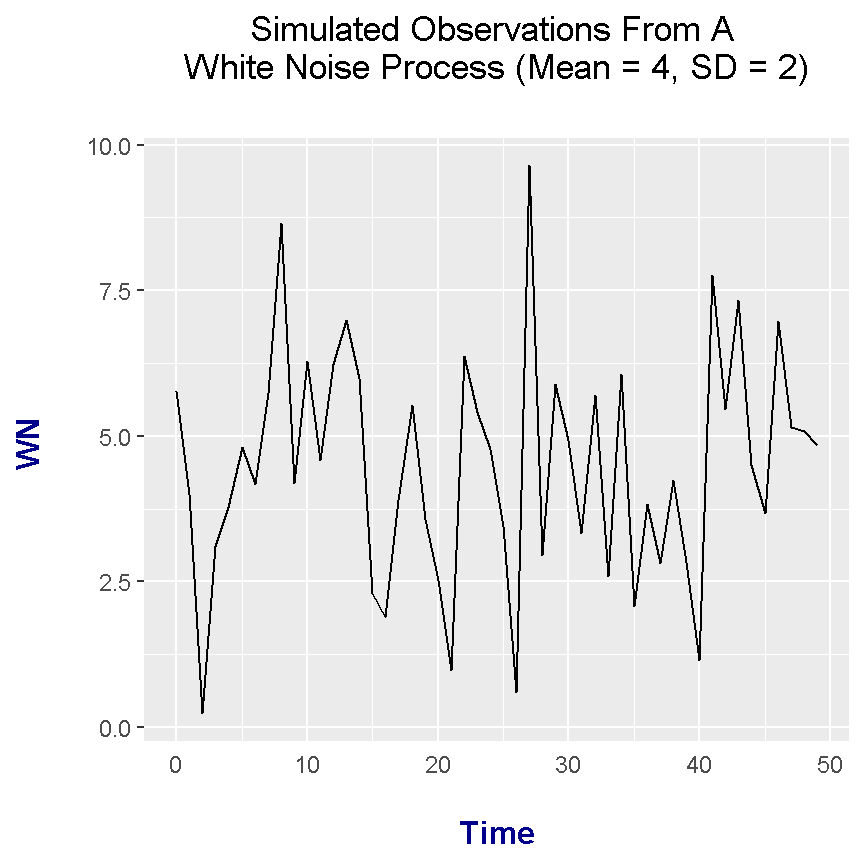 Simulated Observations From A
White Noise Process (Mean = 4, SD = 2)
10.0
7.5
5.0
2.5
0.0
WN
0 10 20 30 40 50
Time